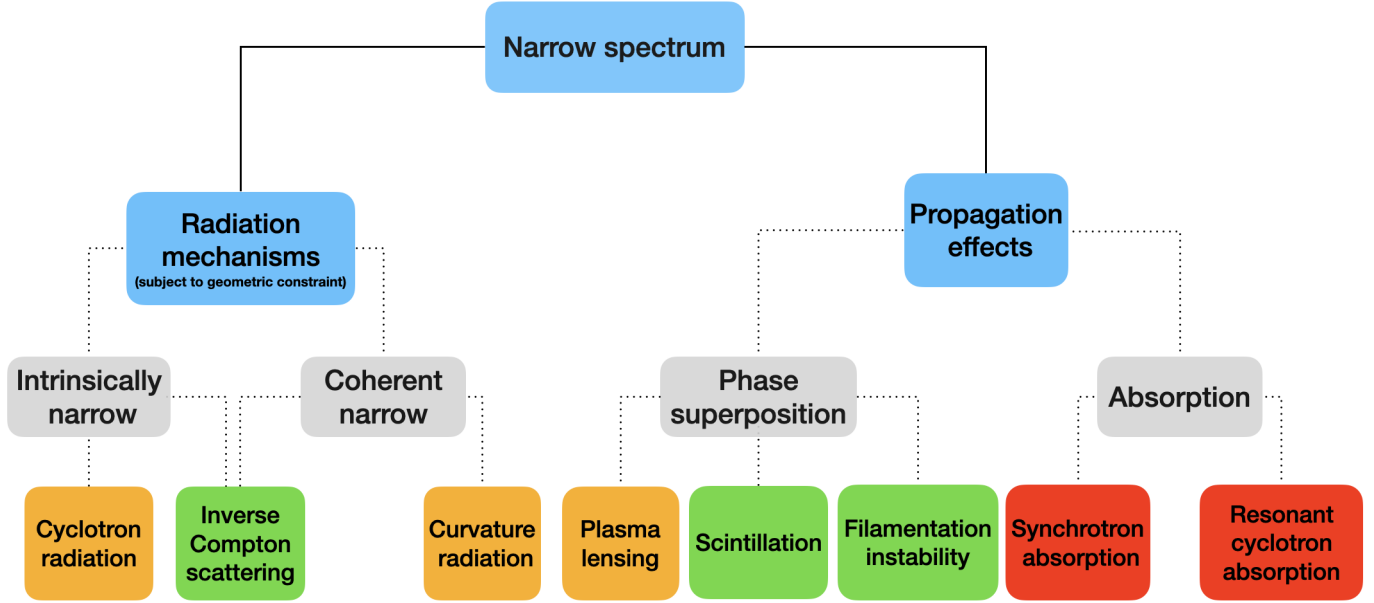 Narrow spectrum
Radiation
mechanisms
(subject to geometric constraint)
Propagation
effects
Intrinsically
narrow
Coherent
narrow
Phase
superposition
Absorption
Cyclotron
radiation
Inverse
Compton
scattering
Curvature
radiation
Plasma
lensing
Scintillation
Filamentation
instability
Synchrotron
absorption
Resonant
cyclotron
absorption